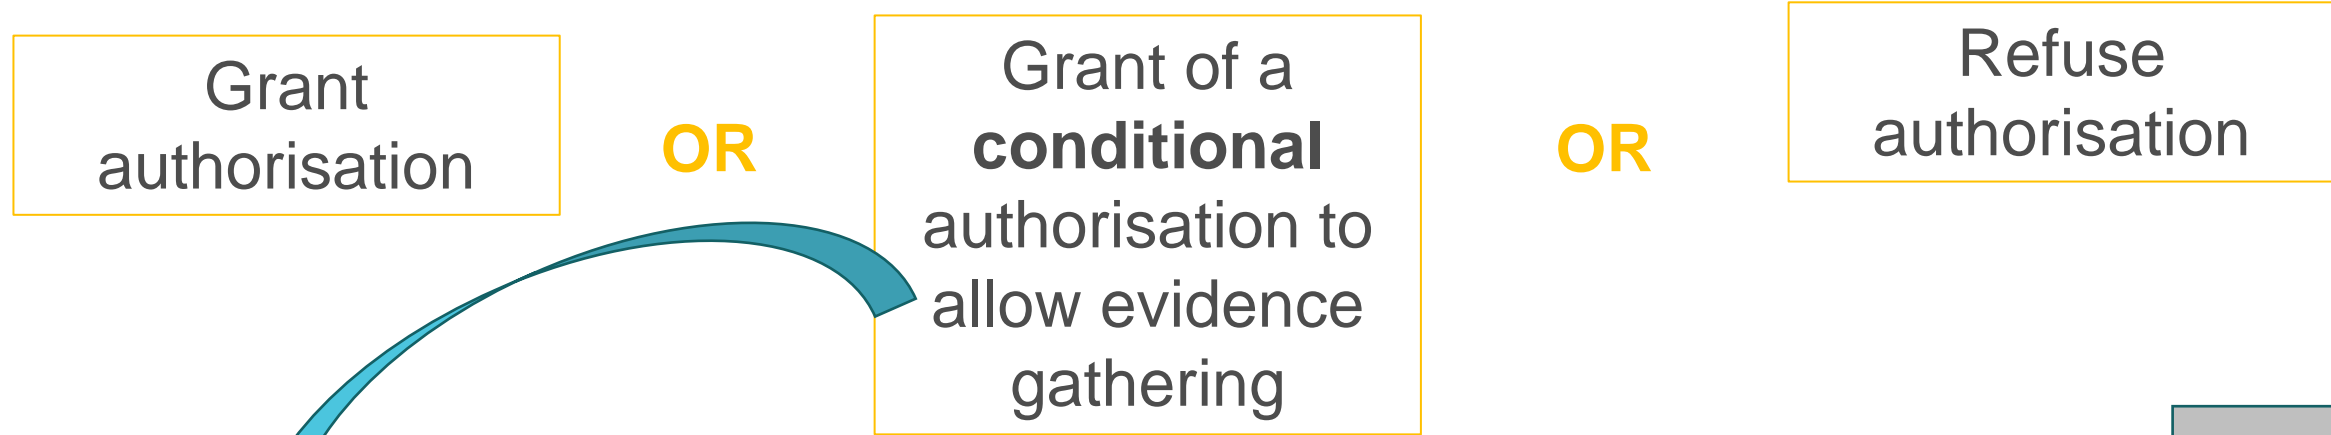 Grant
authorisation
OR
Grant of a
conditional
authorisation to
allow evidence
gathering
OR
Refuse
authorisation